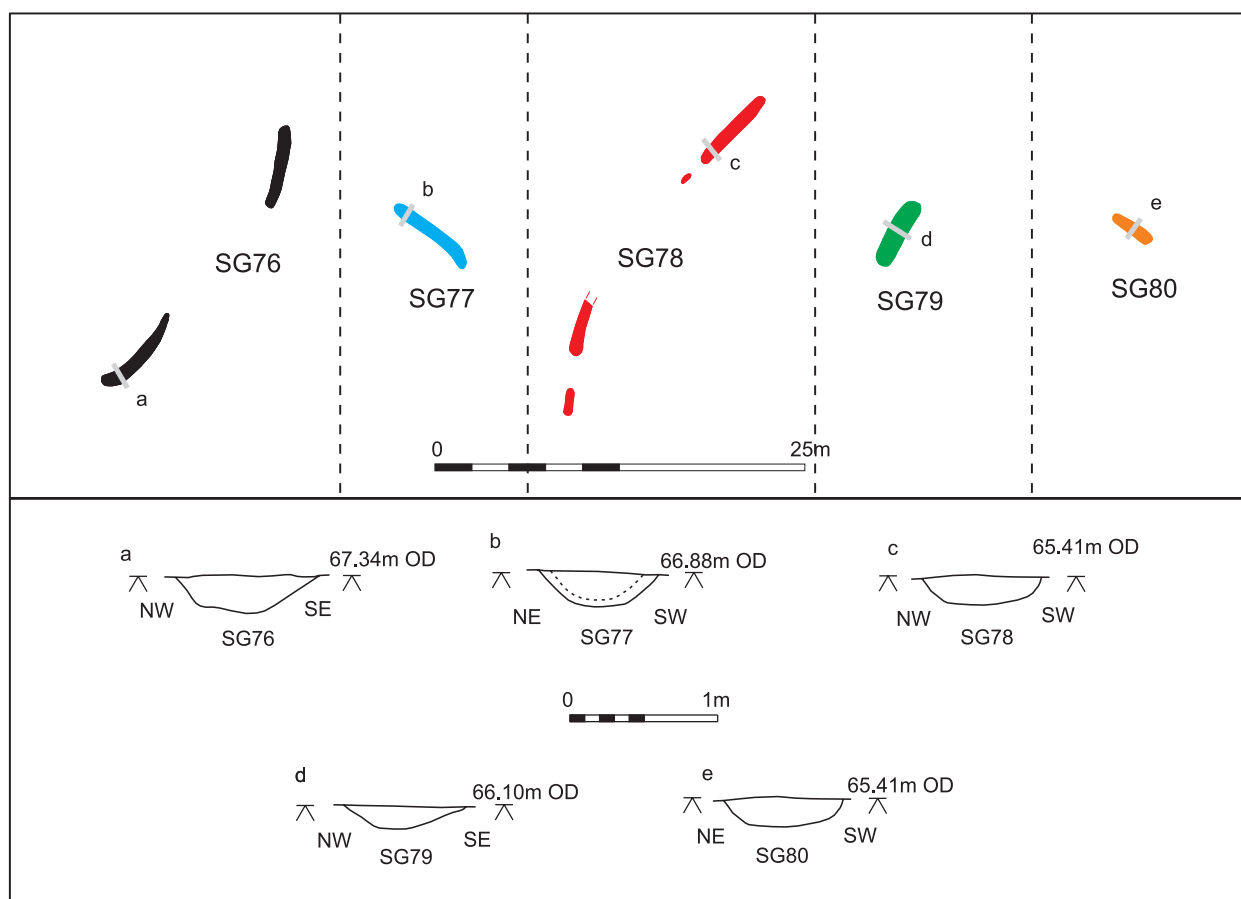 SG76
a
b
SG77
c
SG78
d
SG79
e
SG80
0 25m
a 67.34m OD
NW SE
SG76
b 66.88m OD
NE SW
SG77
c 65.41m OD
NW SW
SG78
0 1m
d 66.10m OD
NW SE
SG79
e 65.41m OD
NE SW
SG80